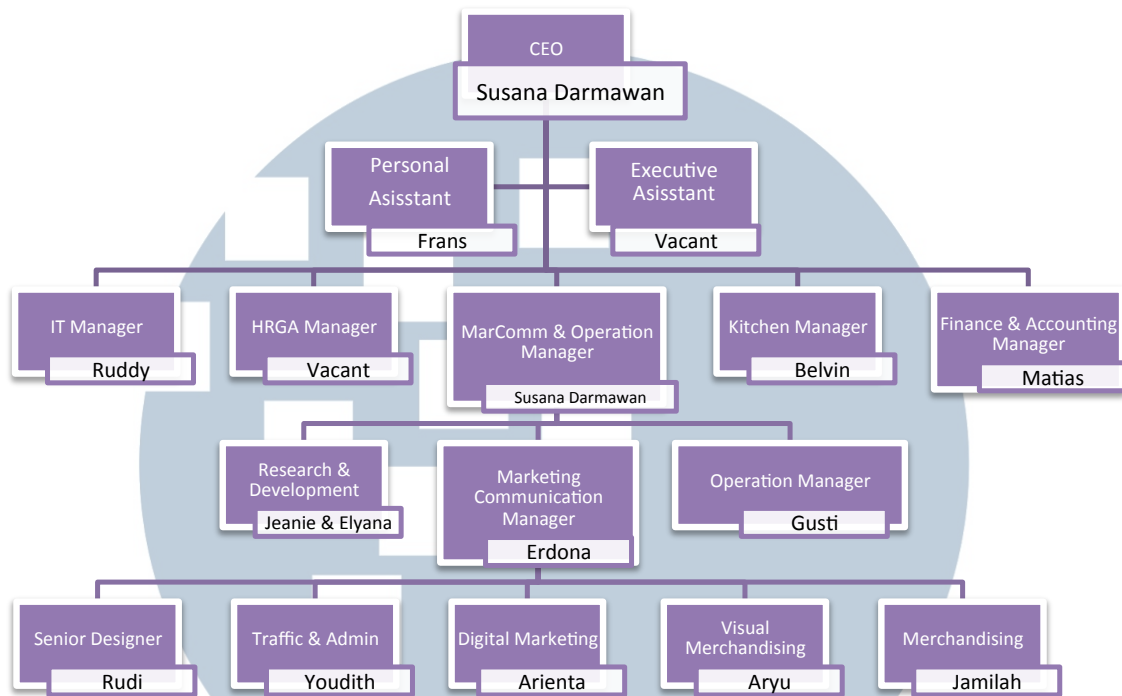 CEO
Susana Darmawan
Personal
Asisstant
Frans
Executive
Asisstant
Vacant
IT Manager
Ruddy
HRGA Manager
Vacant
MarComm & Operation
Manager
Susana Darmawan
Kitchen Manager
Belvin
Finance & Accounting
Manager
Matias
Research &
Development
Jeanie & Elyana
Marketing
Communication
Manager
Erdona
Operation Manager
Gusti
Senior Designer
Rudi
Traffic & Admin
Youdith
Digital Marketing
Arienta
Visual
Merchandising
Aryu
Merchandising
Jamilah